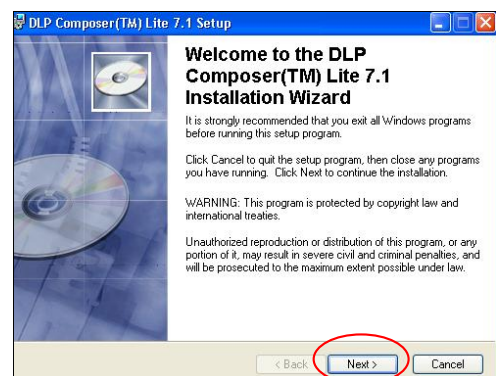 DLP Composer(TM) Lite 7.1 Setup
Welcome to the DLP
Composer(TM) Lite 7.1
Installation Wizard
It is strongly recommended that you exit all Windows programs
before running this setup program.
Click Cancel to quit the setup program, then close any programs
you have running. Click Next to continue the installation.
WARNING: This program is protected by copyright law and
international treaties.
Unauthorized reproduction or distribution of this program, or any
portion of it, may result in severe civil and criminal penalties, and
will be prosecuted to the maximum extent possible under law.
< Back Next > Cancel